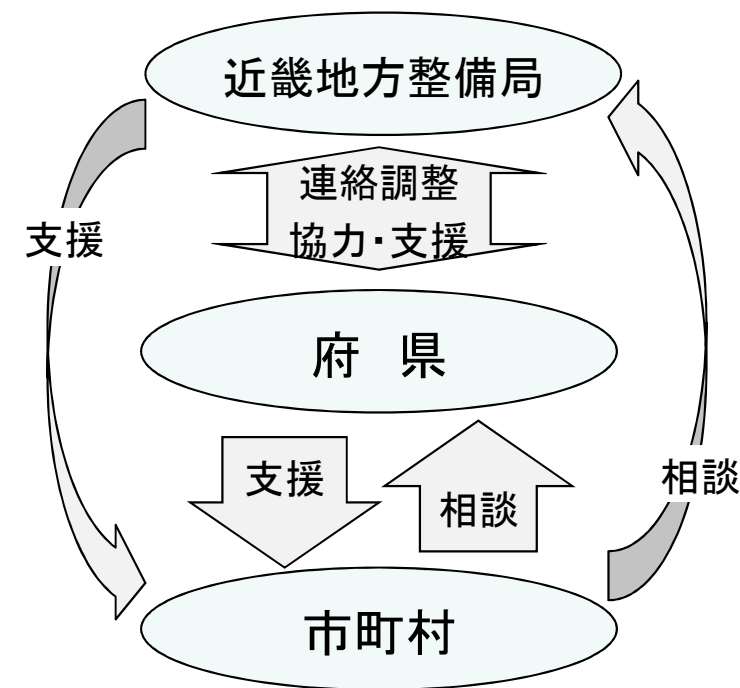 近畿地方整備局
連絡調整
協力・支援
支援
府　県
支援
相談
相談
市町村